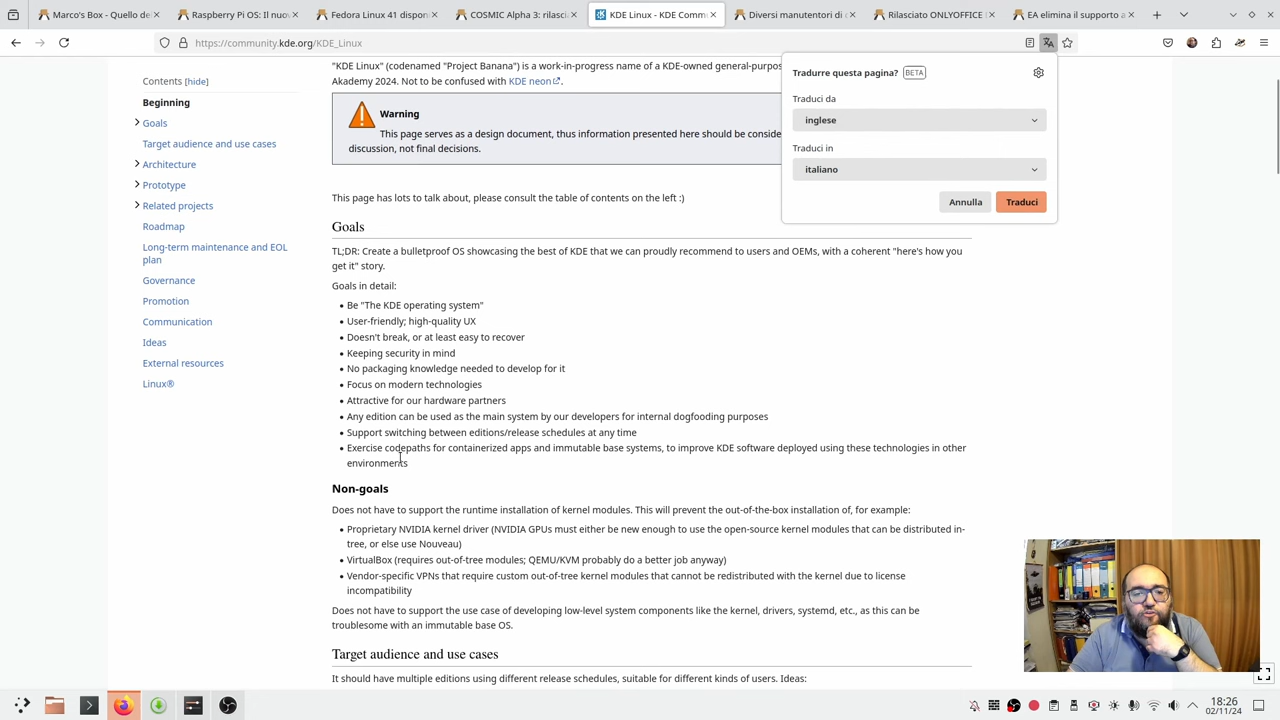 Marco's Box - Quello de
Raspberry Pi OS: Il nuov
Fedora Linux 41 disponi
COSMIC Alpha 3: rilasci
KDE Linux - KDE Comm
Diversi manutentori di
Rilasciato ONLYOFFICE
EA elimina il supporto a
https://community.kde.org/KDE_Linux
Contents [hide]
Beginning
Goals
Target audience and use cases
Architecture
Prototype
Related projects
Roadmap
Long-term maintenance and EOL
plan
Governance
Promotion
Communication
Ideas
External resources
Linux®
"KDE Linux" (codenamed "Project Banana") is a work-in-progress name of a KDE-owned general-purpos
Akademy 2024. Not to be confused with KDE neon.
Warning
This page serves as a design document, thus information presented here should be conside
discussion, not final decisions.
This page has lots to talk about, please consult the table of contents on the left :)
Goals
TL;DR: Create a bulletproof OS showcasing the best of KDE that we can proudly recommend to users and OEMs, with a coherent "here's how you
get it" story.
Goals in detail:
• Be "The KDE operating system"
• User-friendly; high-quality UX
• Doesn't break, or at least easy to recover
• Keeping security in mind
• No packaging knowledge needed to develop for it
• Focus on modern technologies
• Attractive for our hardware partners
• Any edition can be used as the main system by our developers for internal dogfooding purposes
• Support switching between editions/release schedules at any time
• Exercise codepaths for containerized apps and immutable base systems, to improve KDE software deployed using these technologies in other
environments
Non-goals
Does not have to support the runtime installation of kernel modules. This will prevent the out-of-the-box installation of, for example:
• Proprietary NVIDIA kernel driver (NVIDIA GPUs must either be new enough to use the open-source kernel modules that can be distributed in-
tree, or else use Nouveau)
• VirtualBox (requires out-of-tree modules; QEMU/KVM probably do a better job anyway)
• Vendor-specific VPNs that require custom out-of-tree kernel modules that cannot be redistributed with the kernel due to license
incompatibility
Does not have to support the use case of developing low-level system components like the kernel, drivers, systemd, etc., as this can be
troublesome with an immutable base OS.
Target audience and use cases
It should have multiple editions using different release schedules, suitable for different kinds of users. Ideas:
Tradurre questa pagina? BETA
Traduci da
inglese
Traduci in
italiano
Annulla
Traduci
18:26
02/11/24